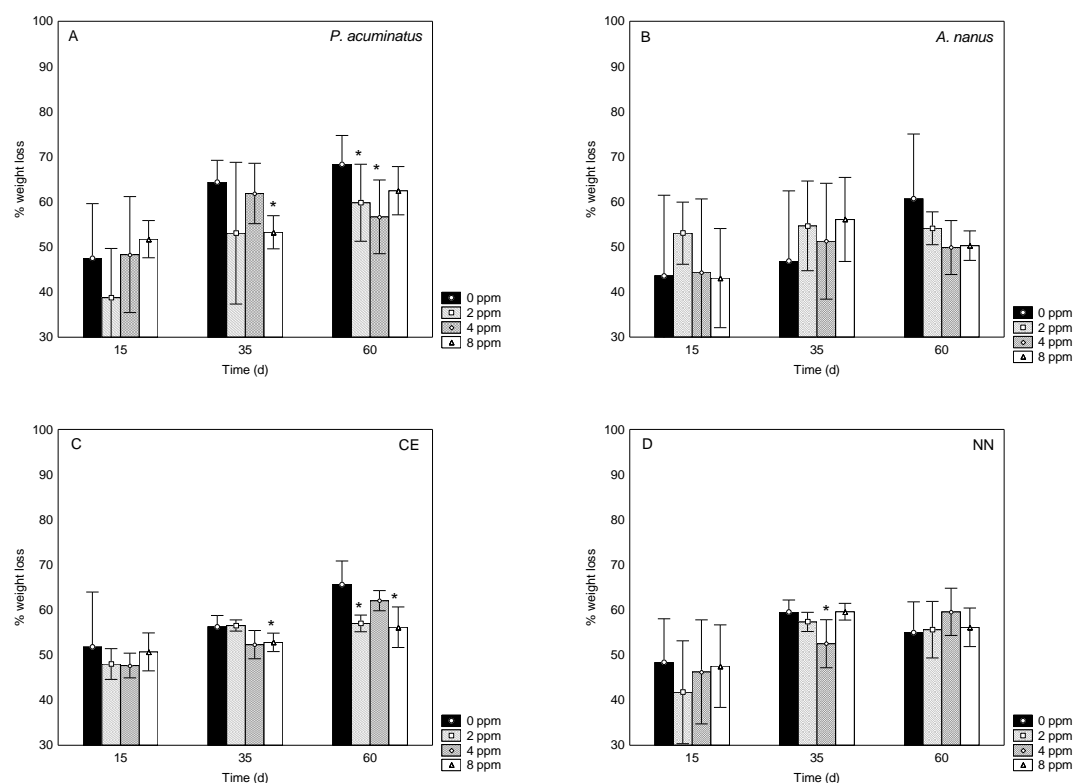 A
P. acuminatus
% weight loss
100
90
80
70
60
50
40
30
*
*
*
15
35
60
Time (d)
0 ppm
2 ppm
4 ppm
8 ppm
B
A. nanus
% weight loss
100
90
80
70
60
50
40
30
15
35
60
Time (d)
0 ppm
2 ppm
4 ppm
8 ppm
C
CE
% weight loss
100
90
80
70
60
50
40
30
*
*
*
15
35
60
Time (d)
0 ppm
2 ppm
4 ppm
8 ppm
D
NN
% weight loss
100
90
80
70
60
50
40
30
*
15
35
60
Time (d)
0 ppm
2 ppm
4 ppm
8 ppm